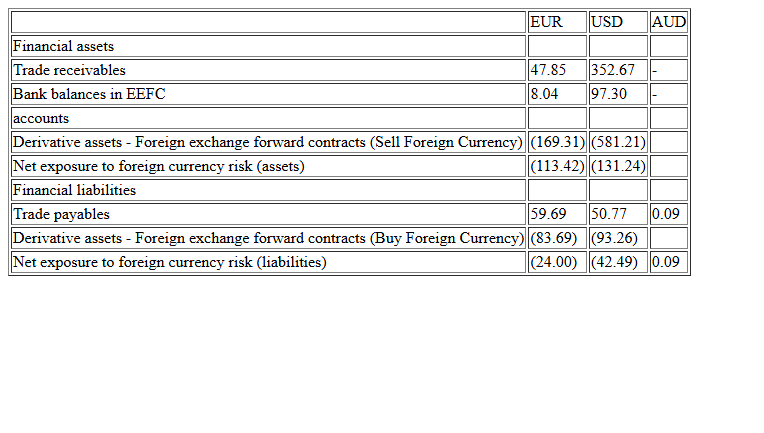 EUR USD AUD
Financial assets
Trade receivables 47.85 352.67 -
Bank balances in EEFC 8.04 97.30 -
accounts
Derivative assets - Foreign exchange forward contracts (Sell Foreign Currency) (169.31) (581.21)
Net exposure to foreign currency risk (assets) (113.42) (131.24)
Financial liabilities
Trade payables 59.69 50.77 0.09
Derivative assets - Foreign exchange forward contracts (Buy Foreign Currency) (83.69) (93.26)
Net exposure to foreign currency risk (liabilities) (24.00) (42.49) 0.09